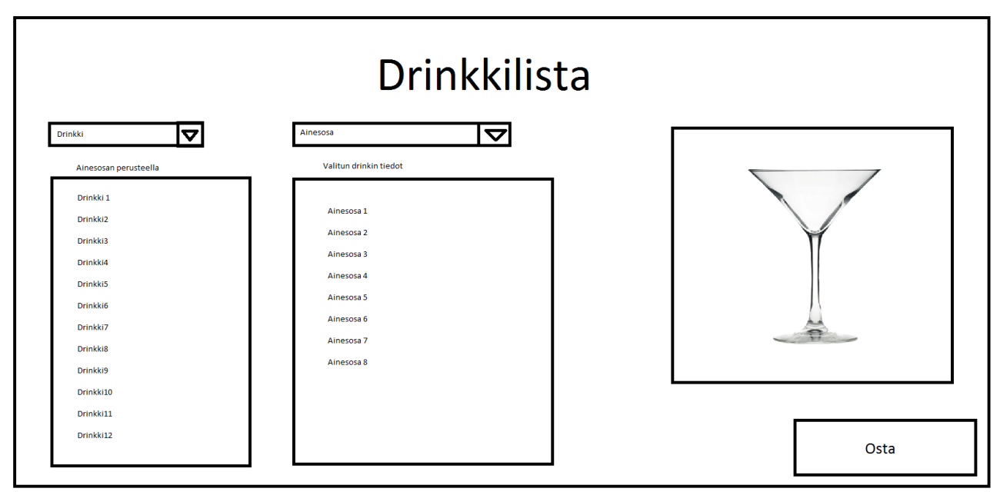 Drinkkilista
Drinkki
Ainesosa
Ainesosan perusteella
Drinkki 1
Drinkki2
Drinkki3
Drinkki4
Drinkki5
Drinkki6
Drinkki7
Drinkki8
Drinkki9
Drinkki10
Drinkki11
Drinkki12
Valitun drinkin tiedot
Ainesosa 1
Ainesosa 2
Ainesosa 3
Ainesosa 4
Ainesosa 5
Ainesosa 6
Ainesosa 7
Ainesosa 8
Osta